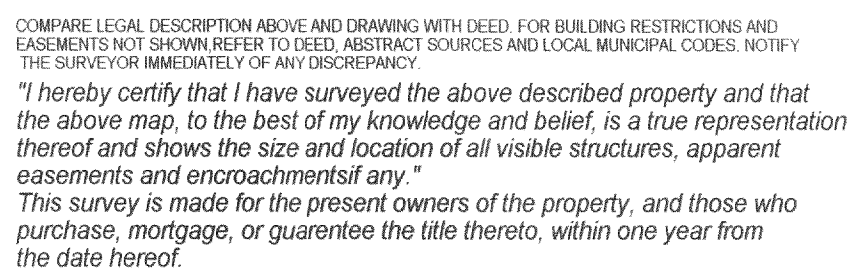 COMPARE LEGAL DESCRIPTION ABOVE AND DRAWING WITH DEED. FOR BUILDING RESTRICTIONS AND
EASEMENTS NOT SHOWN,REFER TO DEED, ABSTRACT SOURCES AND LOCAL MUNICIPAL CODES. NOTIFY
THE SURVEYOR IMMEDIATELY OF ANY DISCREPANCY.
"I hereby certify that I have surveyed the above described property and that
the above map, to the best of my knowledge and belief, is a true representation
thereof and shows the size and location of all visible structures, apparent
easements and encroachmentsif any."
This survey is made for the present owners of the property, and those who
purchase, mortgage, or guarentee the title thereto, within one year from
the date hereof.